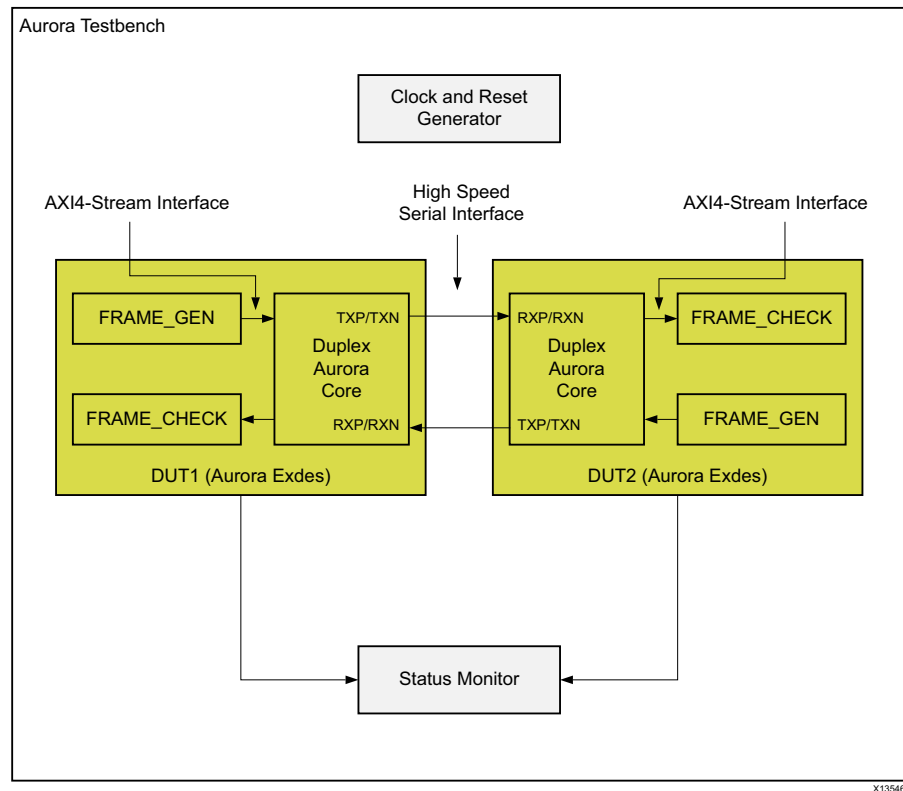 Aurora Testbench
Clock and Reset
Generator
AXI4-Stream Interface
High Speed
Serial Interface
AXI4-Stream Interface
FRAME_GEN
TXP/TXN
RXP/RXN
FRAME_CHECK
Duplex
Aurora
Core
Duplex
Aurora
Core
FRAME_CHECK
RXP/RXN
TXP/TXN
FRAME_GEN
DUT1 (Aurora Exdes)
DUT2 (Aurora Exdes)
Status Monitor
X13546